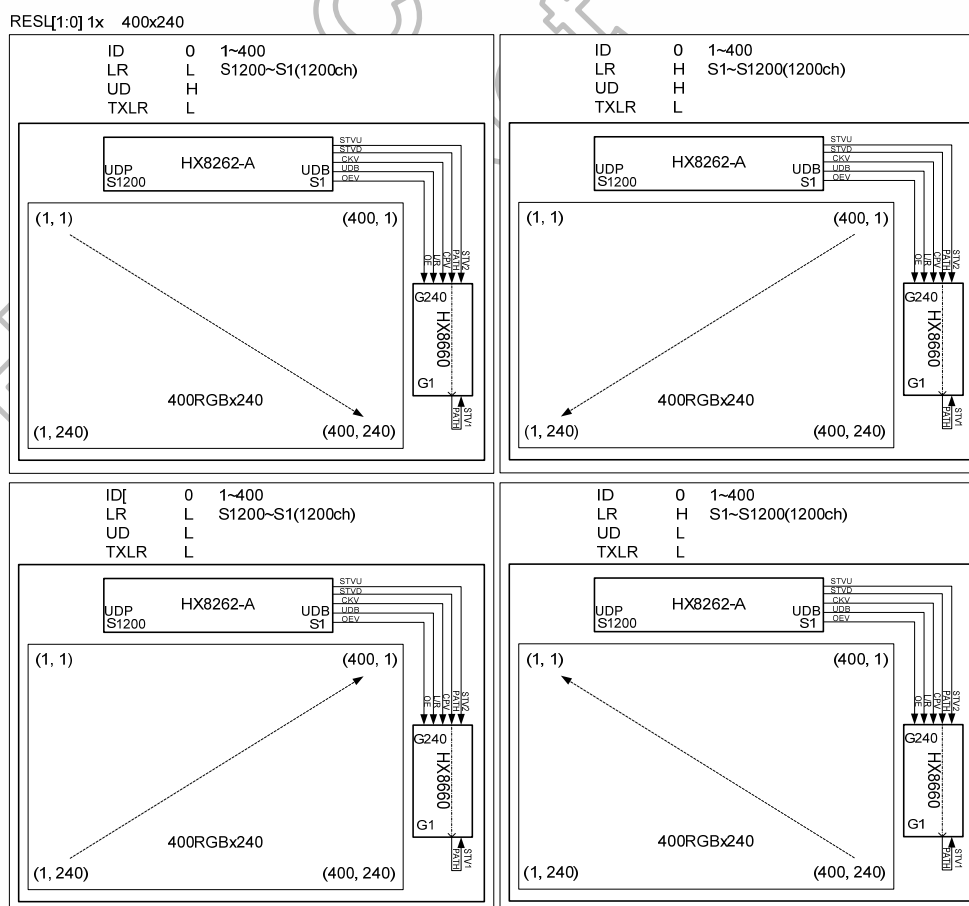 RESL[1:0] 1x 400x240
ID 0 1~400
LR L S1200~S1(1200ch)
UD H
TXLR L
STVU
STVD
CKV
UDB
OEV
HX8262-A
UDP
S1200
UDB
S1
(1, 1)
(400, 1)
OE
L/R
CPV
PATH
STV2
G240
HX8660
G1
400RGBx240
(1, 240)
(400, 240)
PATH
STV1
ID 0 1~400
LR H S1~S1200(1200ch)
UD H
TXLR L
STVU
STVD
CKV
UDB
OEV
HX8262-A
UDP
S1200
UDB
S1
(1, 1)
(400, 1)
OE
L/R
CPV
PATH
STV2
G240
HX8660
G1
400RGBx240
(1, 240)
(400, 240)
PATH
STV1
ID[ 0 1~400
LR L S1200~S1(1200ch)
UD L
TXLR L
STVU
STVD
CKV
UDB
OEV
HX8262-A
UDP
S1200
UDB
S1
(1, 1)
(400, 1)
OE
L/R
CPV
PATH
STV2
G240
HX8660
G1
400RGBx240
(1, 240)
(400, 240)
PATH
STV1
ID 0 1~400
LR H S1~S1200(1200ch)
UD L
TXLR L
STVU
STVD
CKV
UDB
OEV
HX8262-A
UDP
S1200
UDB
S1
(1, 1)
(400, 1)
OE
L/R
CPV
PATH
STV2
G240
HX8660
G1
400RGBx240
(1, 240)
(400, 240)
PATH
STV1